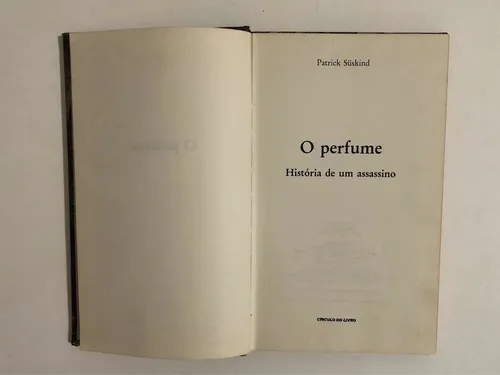 Patrick Süskind
O perfume
História de um assassino
CÍRCULO DO LIVRO